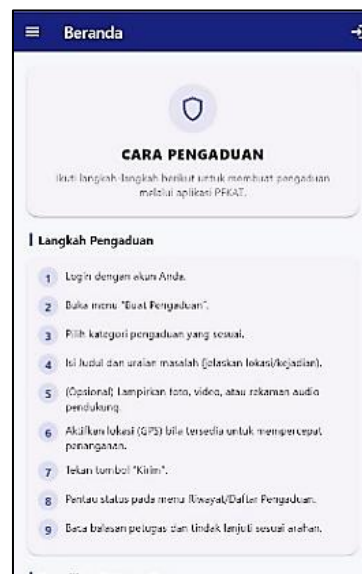 Beranda
CARA PENGADUAN
Ikuti langkah-langkah berikut untuk membuat pengaduan
melalui aplikasi PEKAT.
Langkah Pengaduan
1 Login dengan akun Anda.
2 Buka menu "Buat Pengaduan".
3 Pilih kategori pengaduan yang sesuai.
4 Isi Judul dan uraian masalah (jelaskan lokasi/kejadian).
5 (Opsional) Lampirkan foto, video, atau rekaman audio
pendukung.
6 Aktifkan lokasi (GPS) bila tersedia untuk mempercepat
penanganan.
7 Tekan tombol "Kirim".
8 Pantau status pada menu Riwayat/Daftar Pengaduan.
9 Baca balasan petugas dan tindak lanjuti sesuai arahan.